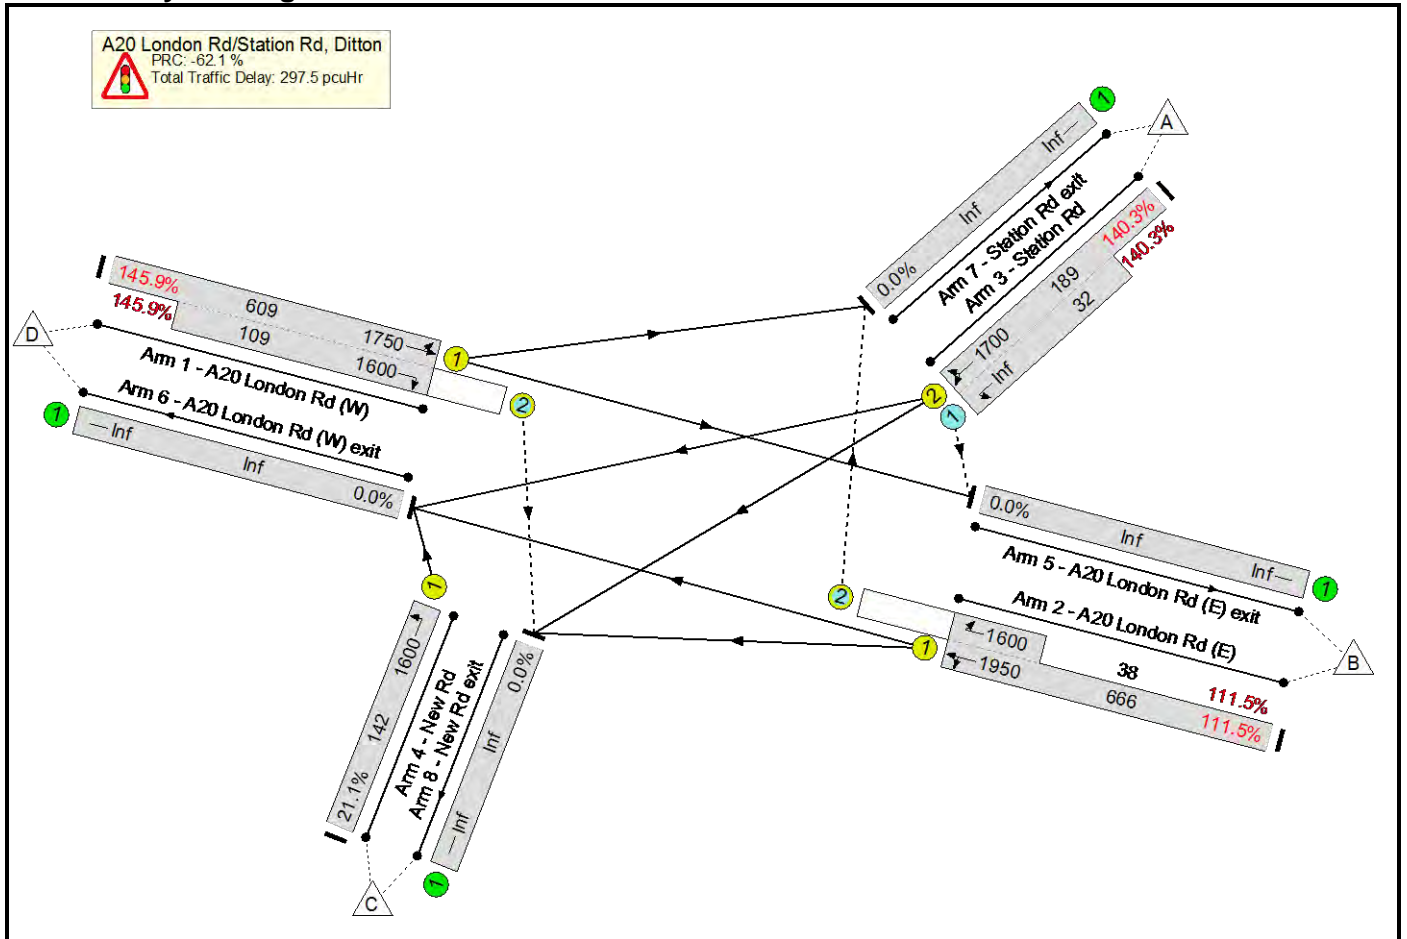 A20 London Rd/Station Rd, Ditton
PRC: -62.1 %
Total Traffic Delay: 297.5 pcuHr
1
A
Inf
Inf
0.0%
Arm 7 - Station Rd exit
Arm 3 - Station Rd
140.3%
140.3%
189
32
1700
Inf
2
1
D
145.9%
145.9%
609
109
1750
1600
1
2
Arm 1 - A20 London Rd (W)
Arm 6 - A20 London Rd (W) exit
1
Inf
Inf
0.0%
0.0%
Inf
Inf
1
Arm 5 - A20 London Rd (E) exit
Arm 2 - A20 London Rd (E)
B
2
1
1600
1950
38
666
111.5%
111.5%
1
1600
142
21.1%
Arm 4 - New Rd
Arm 8 - New Rd exit
0.0%
Inf
Inf
1
C